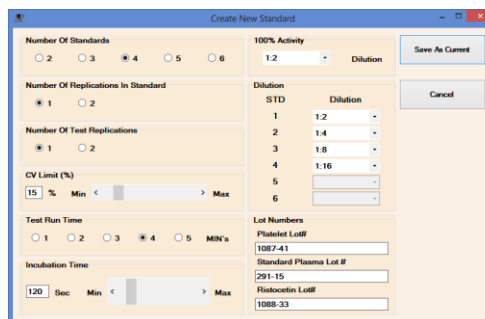 Create New Standard
Number Of Standards
2 3 4 5 6
Number Of Replications In Standard
1 2
Number Of Test Replications
1 2
CV Limit (%)
15 % Min < > Max
Test Run Time
1 2 3 4 5 MIN's
Incubation Time
120 Sec Min < > Max
100% Activity
1:2 Dilution
Dilution
STD Dilution
1 1:2
2 1:4
3 1:8
4 1:16
5
6
Lot Numbers
Platelet Lot#
1087-41
Standard Plasma Lot #
291-15
Ristocetin Lot#
1088-33
Save As Current
Cancel